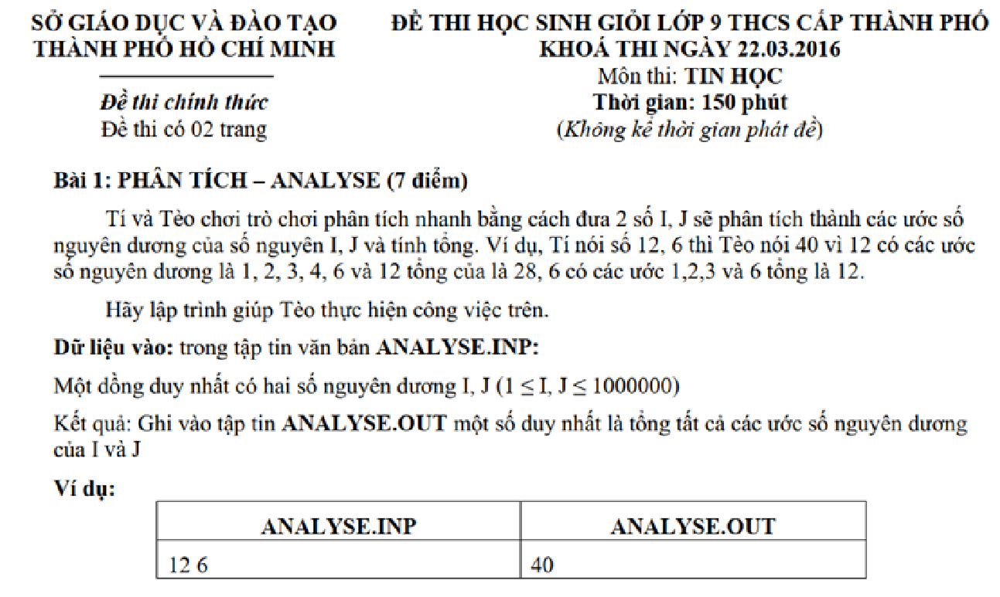 SỞ GIÁO DỤC VÀ ĐÀO TẠO
THÀNH PHỐ HỒ CHÍ MINH
Đề thi chính thức
Đề thi có 02 trang
ĐỀ THI HỌC SINH GIỎI LỚP 9 THCS CẤP THÀNH PHỐ
KHOÁ THI NGÀY 22.03.2016
Môn thi: TIN HỌC
Thời gian: 150 phút
(Không kể thời gian phát đề)
Bài 1: PHÂN TÍCH – ANALYSE (7 điểm)
Tí và Tèo chơi trò chơi phân tích nhanh bằng cách đưa 2 số I, J sẽ phân tích thành các ước số
nguyên dương của số nguyên I, J và tính tổng. Ví dụ, Tí nói số 12, 6 thì Tèo nói 40 vì 12 có các ước
số nguyên dương là 1, 2, 3, 4, 6 và 12 tổng của là 28, 6 có các ước 1,2,3 và 6 tổng là 12.
Hãy lập trình giúp Tèo thực hiện công việc trên.
Dữ liệu vào: trong tập tin văn bản ANALYSE.INP:
Một dồng duy nhất có hai số nguyên dương I, J (1 ≤ I, J ≤ 1000000)
Kết quả: Ghi vào tập tin ANALYSE.OUT một số duy nhất là tổng tất cả các ước số nguyên dương
của I và J
Ví dụ:
ANALYSE.INP ANALYSE.OUT
12 6 40